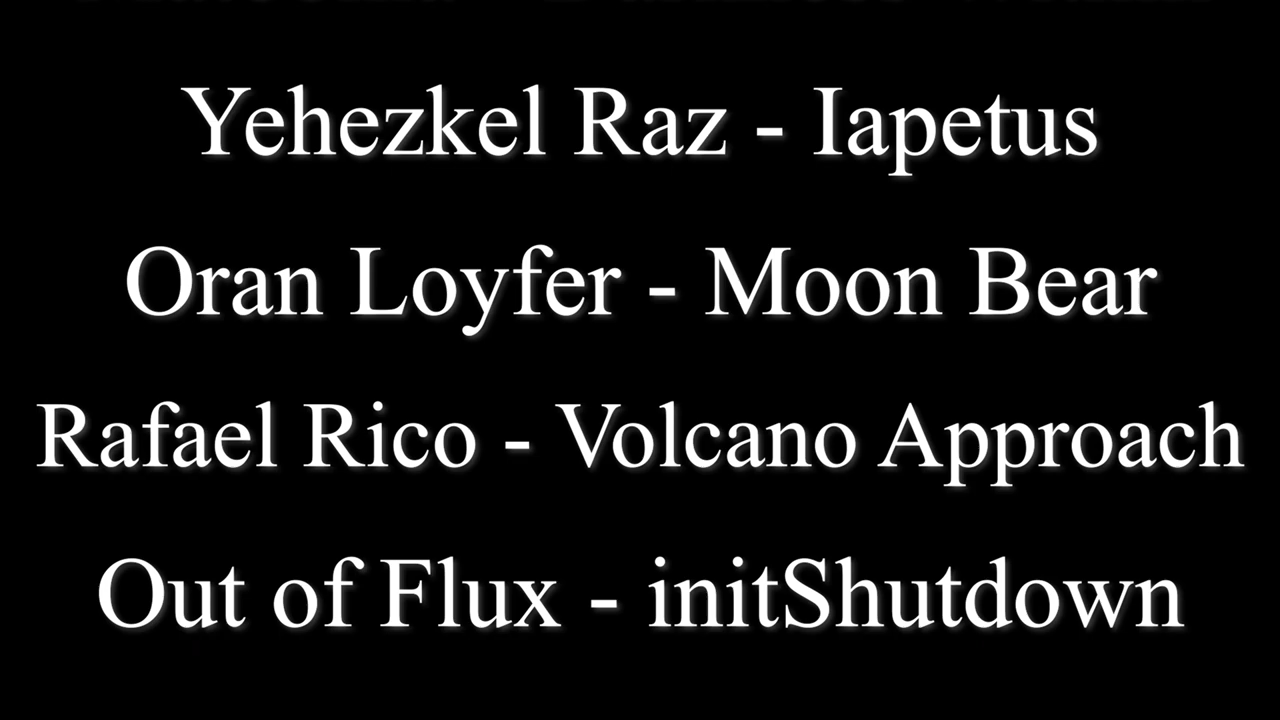 Yehezkel Raz - Iapetus
Oran Loyfer - Moon Bear
Rafael Rico - Volcano Approach
Out of Flux - initShutdown